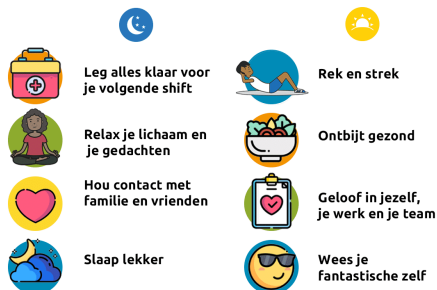 Leg alles klaar voor
je volgende shift
Relax je lichaam en
je gedachten
Hou contact met
familie en vrienden
Slaap lekker
Rek en strek
Ontbijt gezond
Geloof in jezelf,
je werk en je team
Wees je
fantastische zelf